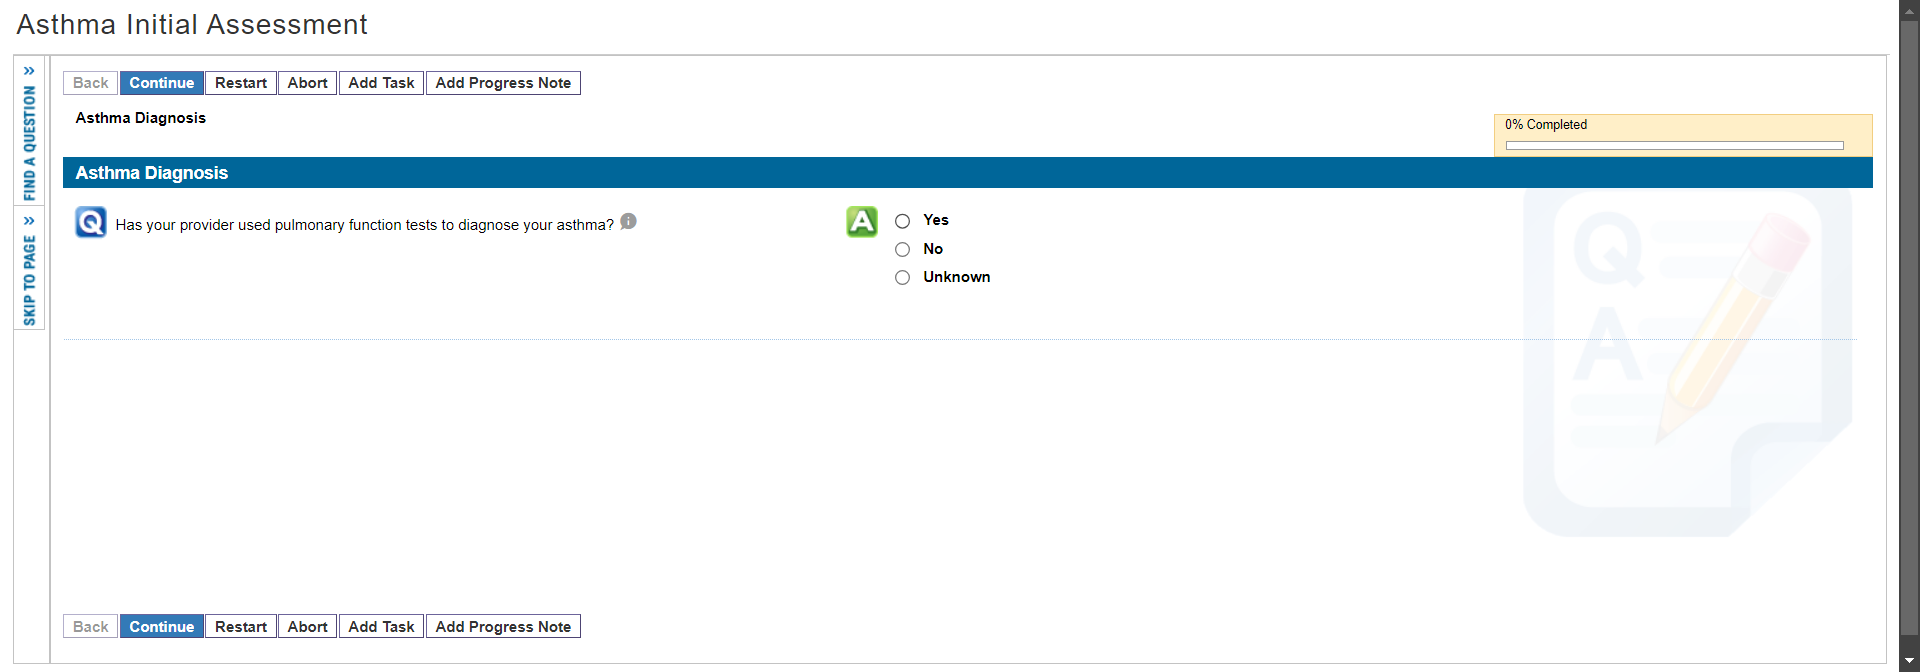 Asthma Initial Assessment
» FIND A QUESTION
» SKIP TO PAGE
Back Continue Restart Abort Add Task Add Progress Note
Asthma Diagnosis
0% Completed
Asthma Diagnosis
Q Has your provider used pulmonary function tests to diagnose your asthma? i
A Yes
No
Unknown
Q
A
Back Continue Restart Abort Add Task Add Progress Note